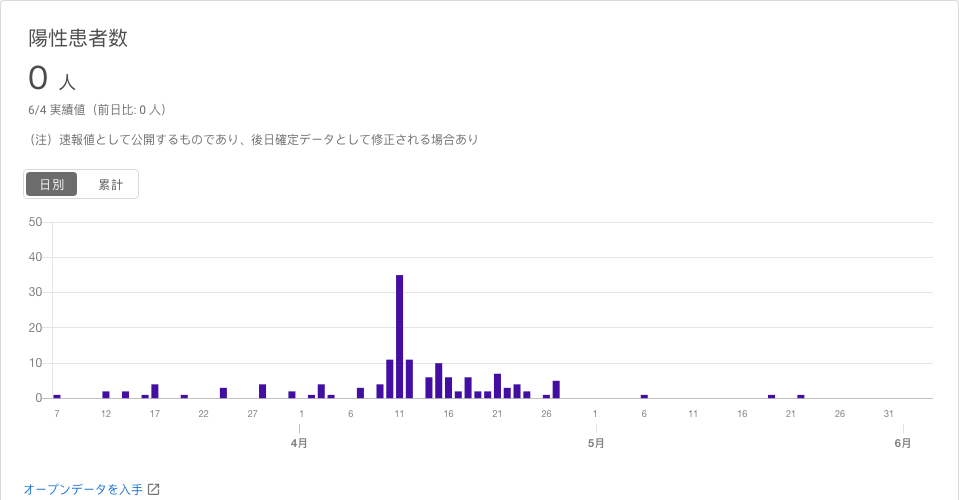 陽性患者数
0 人
6/4 実績値（前日比: 0 人）
（注）速報値として公開するものであり、後日確定データとして修正される場合あり
日別 累計
50
40
30
20
10
0
7 12 17 22 27 1 6 11 16 21 26 1 6 11 16 21 26 31
4月 5月 6月
オープンデータを入手